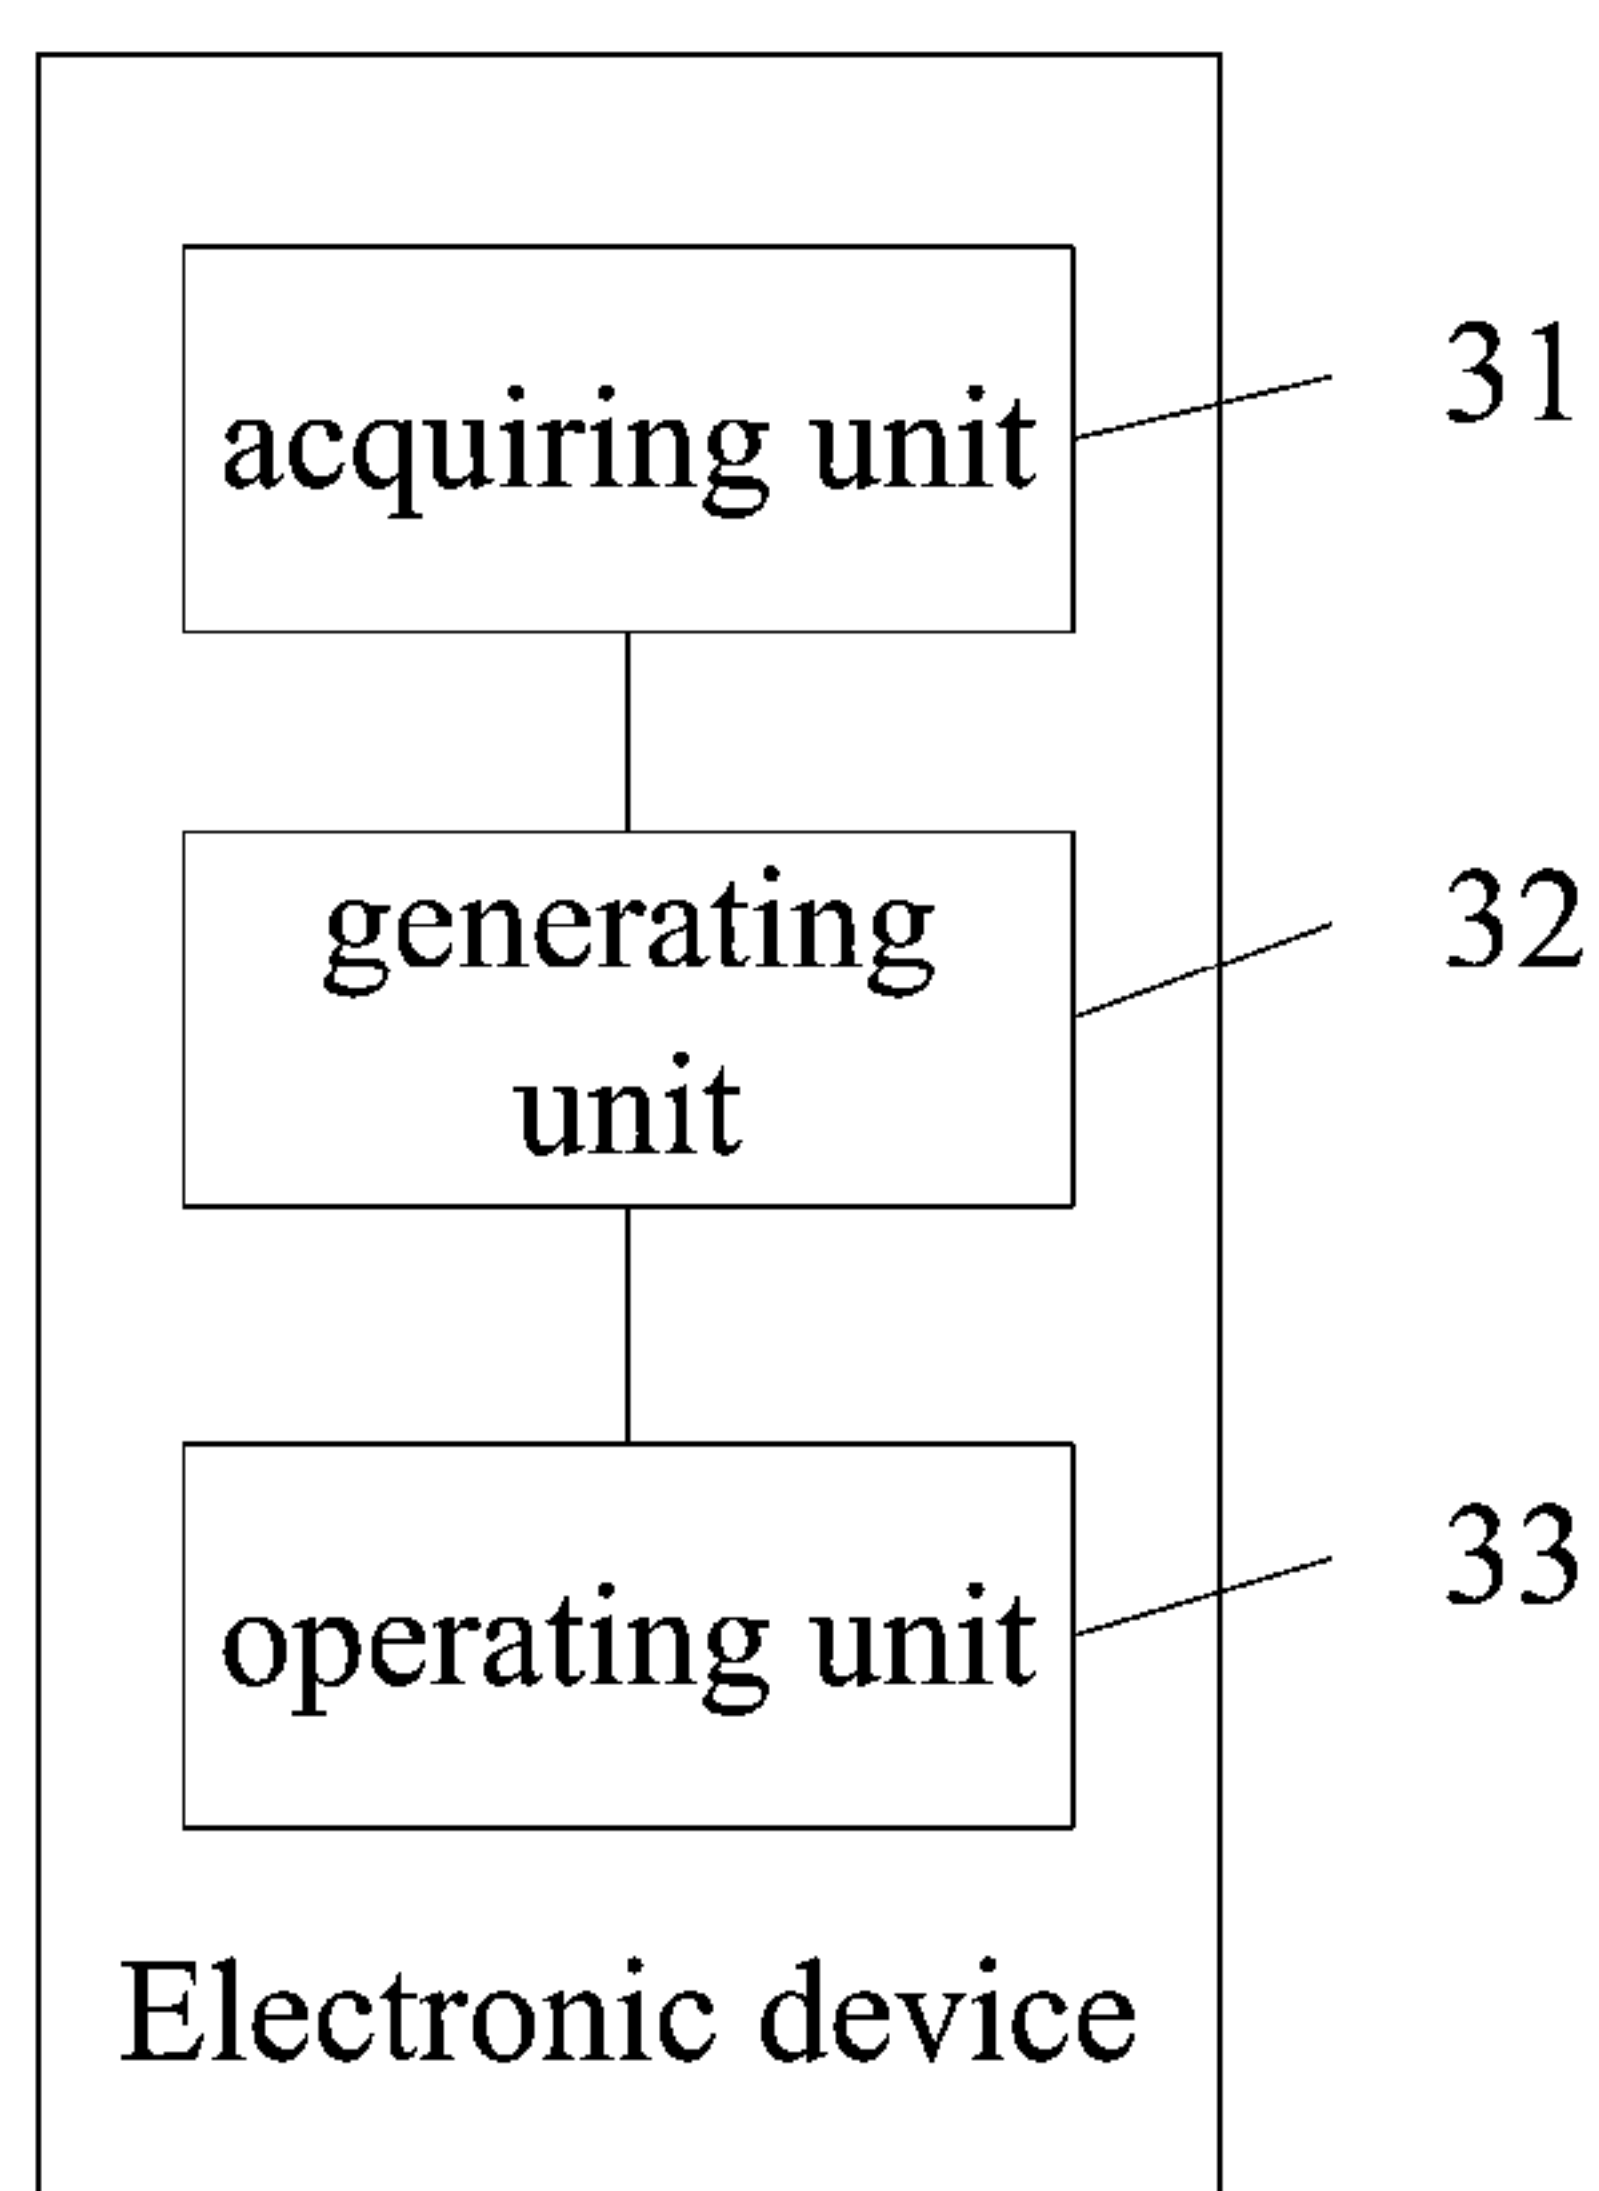 acquiring unit
31
generating
unit
32
operating unit
33
Electronic device